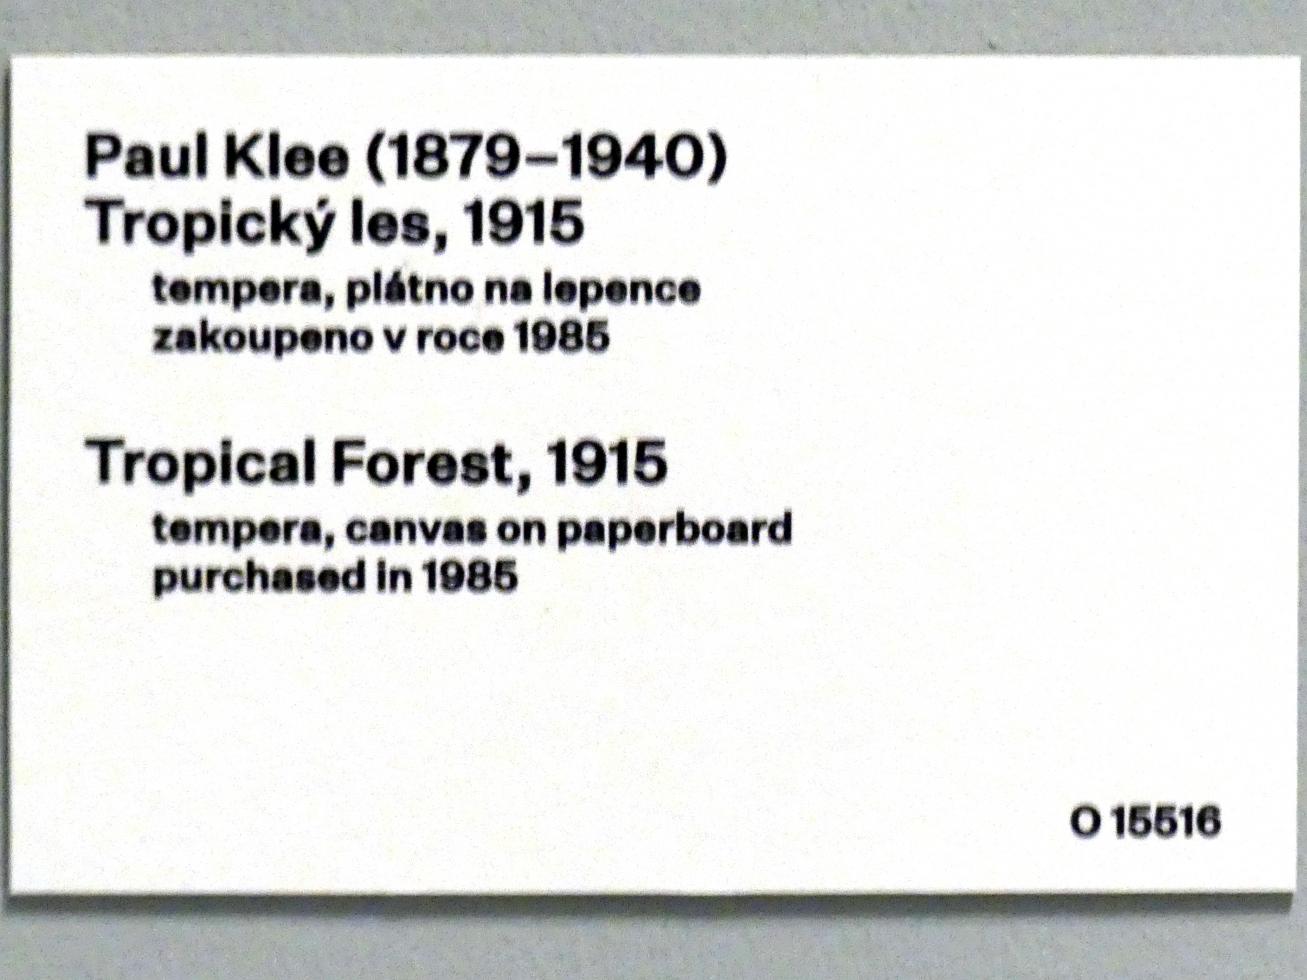 Paul Klee (1879–1940)
Tropický les, 1915
tempera, plátno na lepence
zakoupeno v roce 1985
Tropical Forest, 1915
tempera, canvas on paperboard
purchased in 1985
O 15516